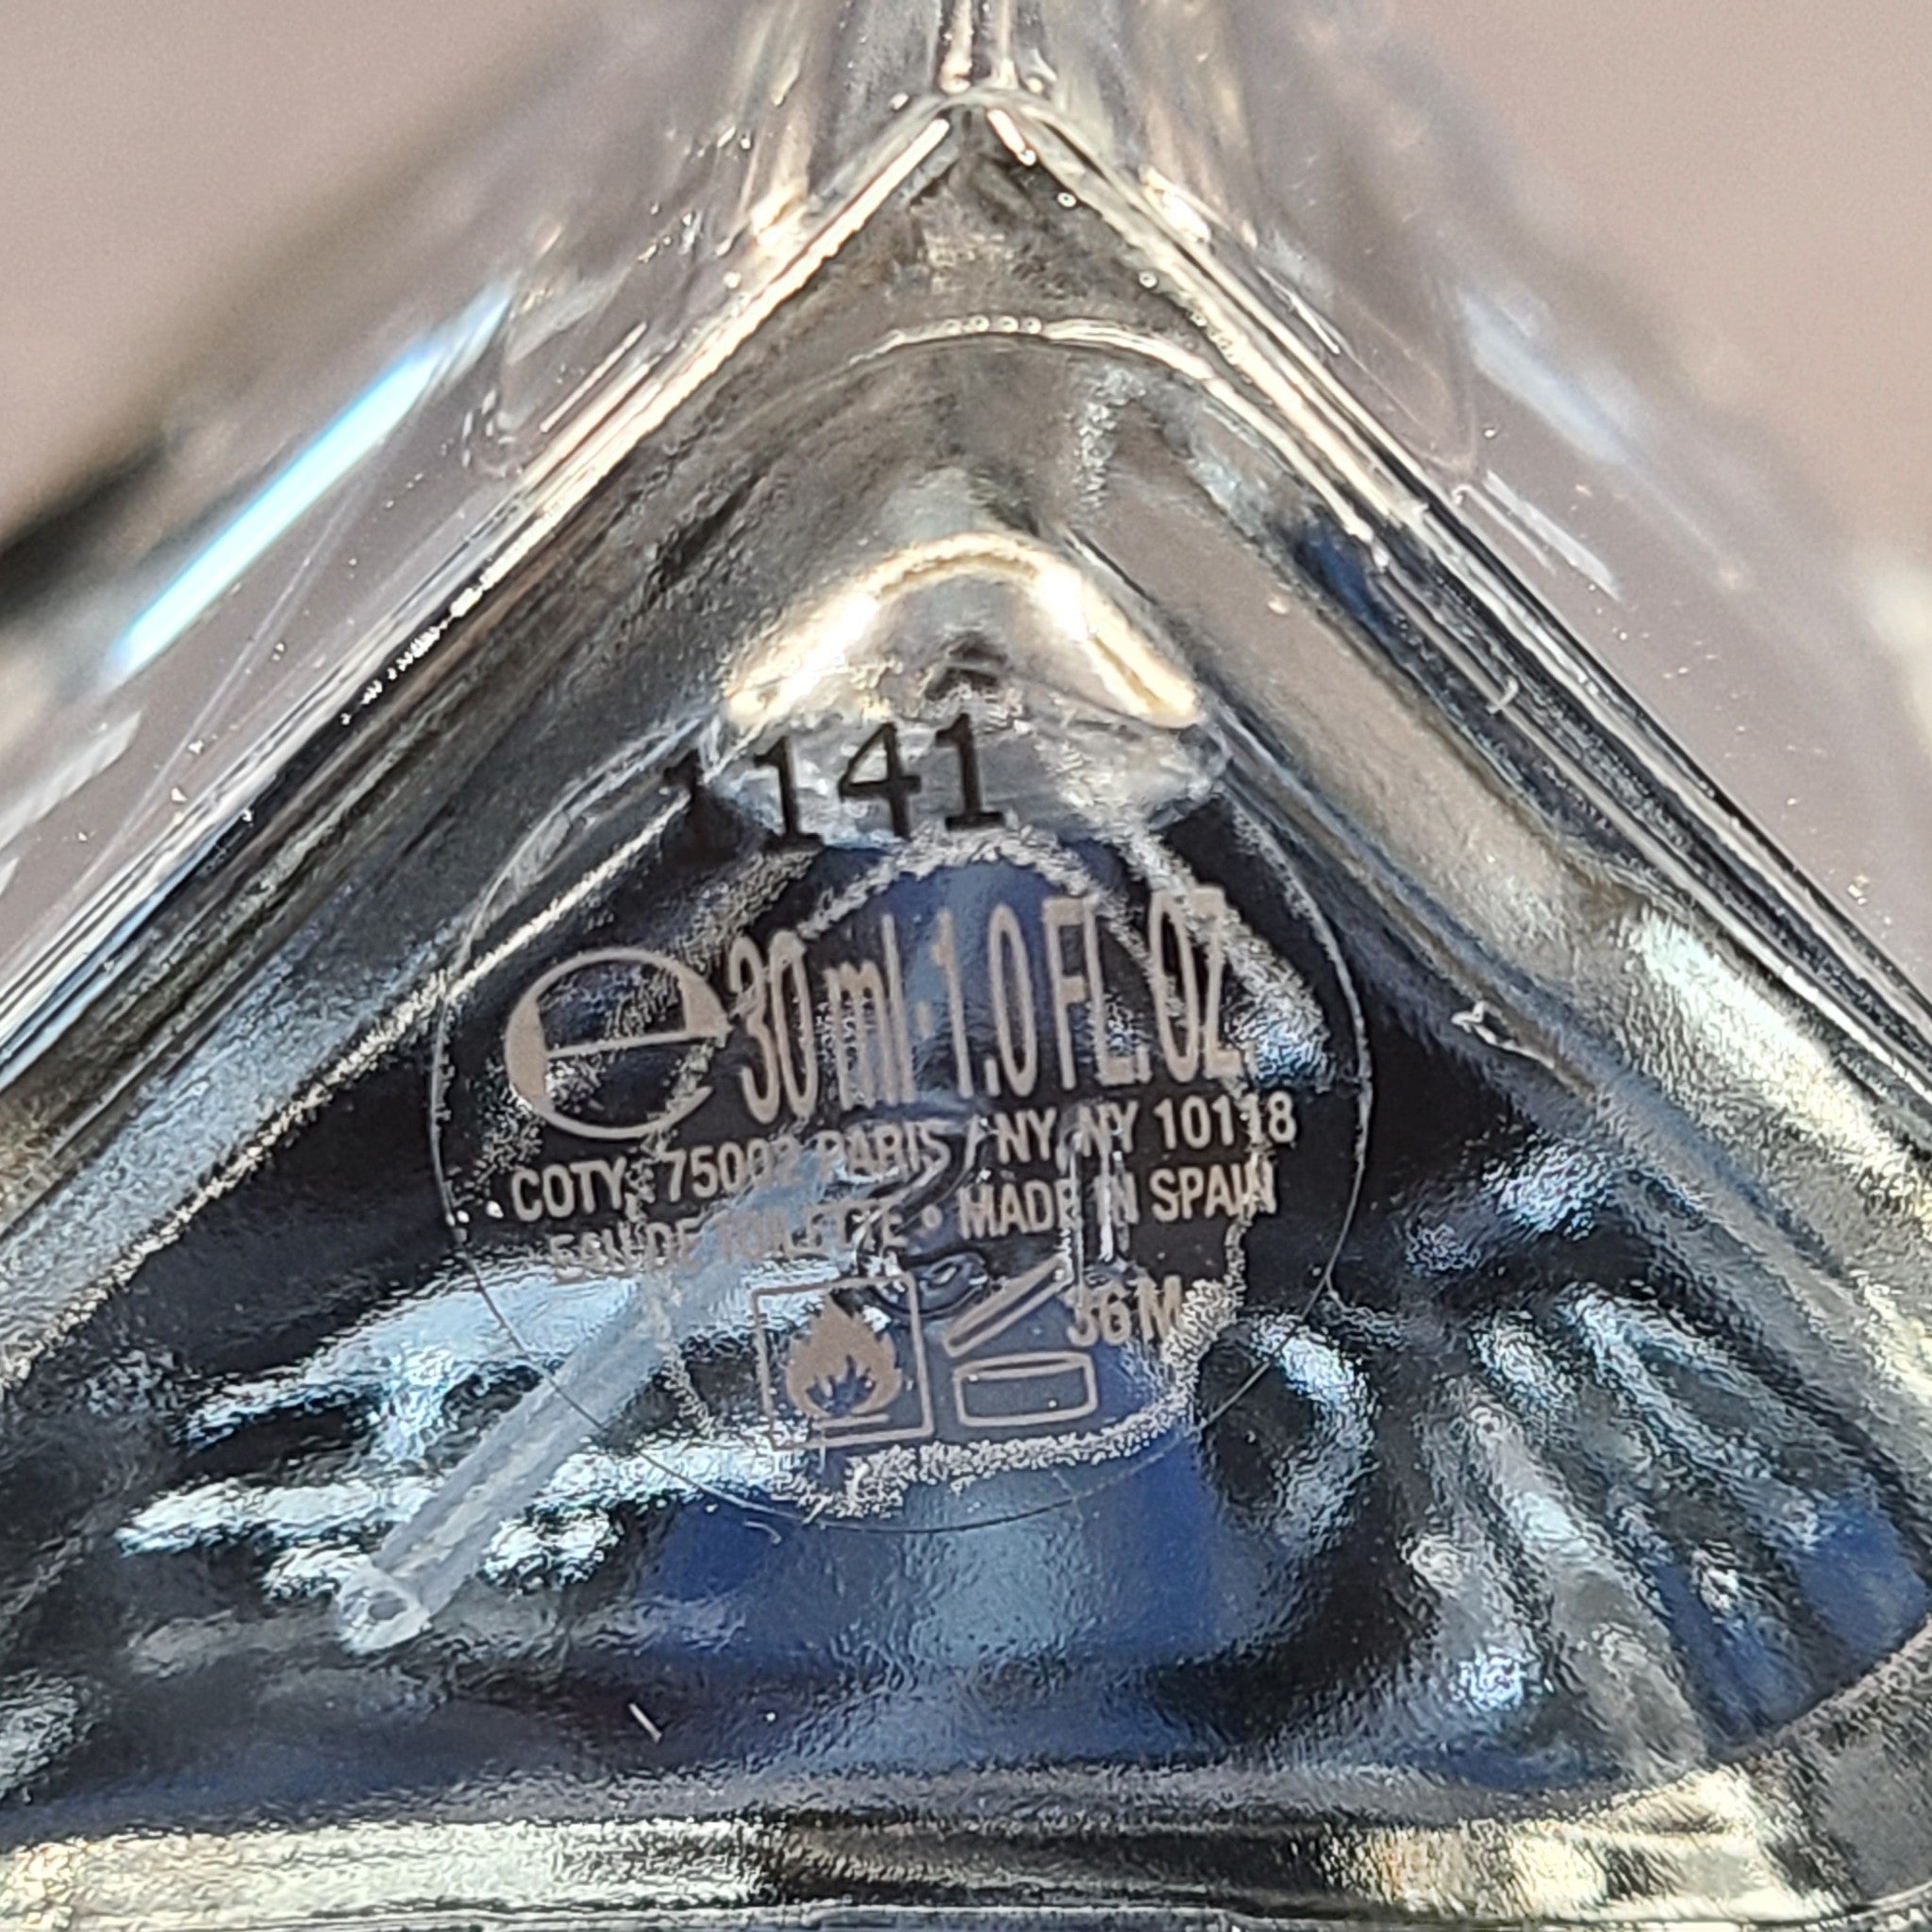 1141
e 30 ml·1.0 FL. OZ.
COTY, 75002 PARIS / NY, NY 10118
EAU DE TOILETTE • MADE IN SPAIN
36 M